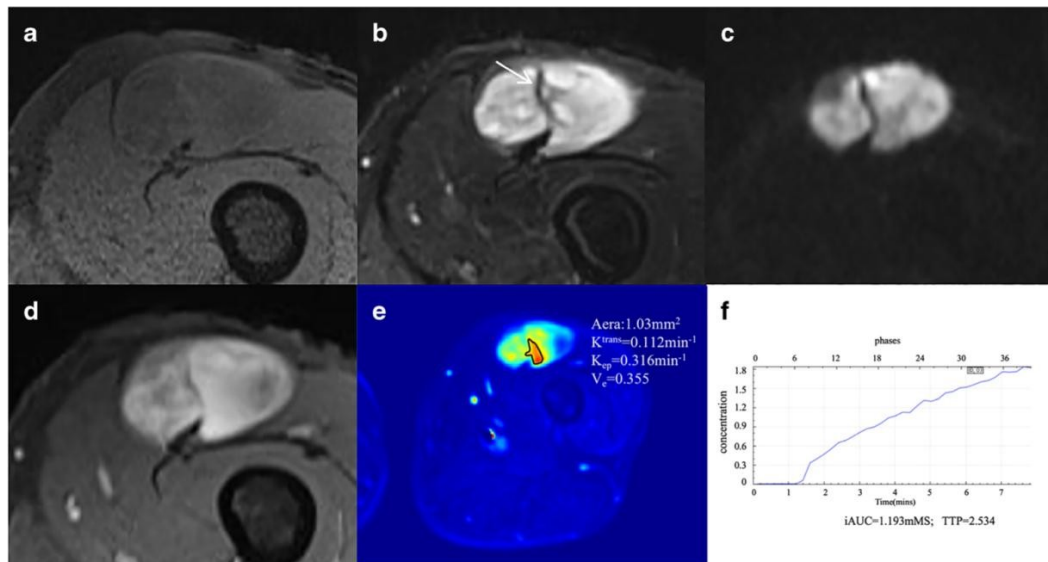 a
b
c
d
e
Aera:1.03mm²
Kᵗʳᵃⁿˢ=0.112min⁻¹
Kₑₚ=0.316min⁻¹
Vₑ=0.355
f
phases
0 6 12 18 24 30 36
1.8
1.5
1.2
0.9
0.6
0.3
0
concentration
0 1 2 3 4 5 6 7
Time(mins)
iAUC=1.193mMS; TTP=2.534